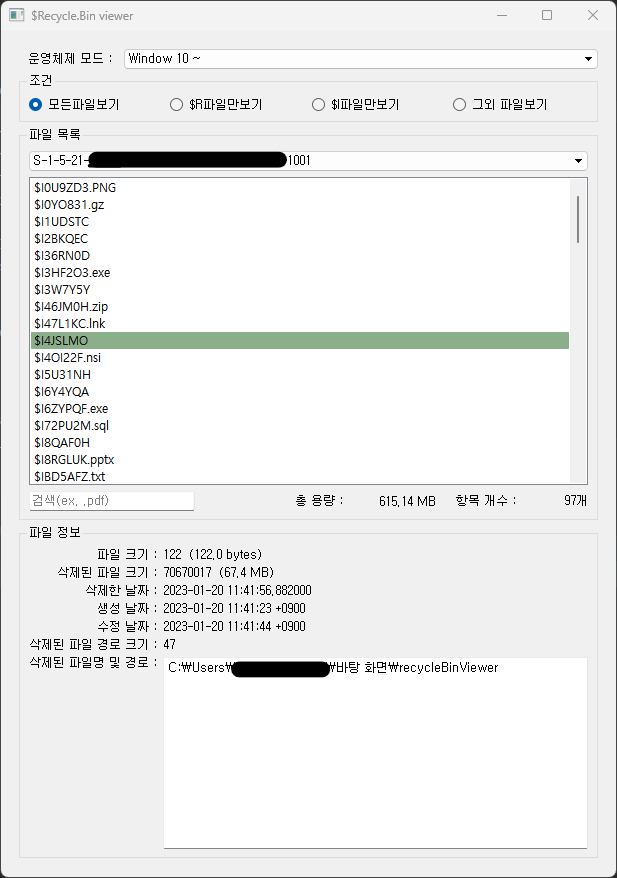 $Recycle.Bin viewer
운영체제 모드 : Window 10 ~
조건
모든파일보기 $R파일만보기 $I파일만보기 그외 파일보기
파일 목록
S-1-5-21- 1001
$I0U9ZD3.PNG
$I0YO831.gz
$I1UDSTC
$I2BKQEC
$I36RN0D
$I3HF2O3.exe
$I3W7Y5Y
$I46JM0H.zip
$I47L1KC.lnk
$I4JSLMO
$I4OI22F.nsi
$I5U31NH
$I6Y4YQA
$I6ZYPQF.exe
$I72PU2M.sql
$I8QAF0H
$I8RGLUK.pptx
$IBD5AFZ.txt
검색(ex, .pdf) 총 용량 : 615,14 MB 항목 개수 : 97개
파일 정보
파일 크기 : 122 (122,0 bytes)
삭제된 파일 크기 : 70670017 (67,4 MB)
삭제한 날짜 : 2023-01-20 11:41:56,882000
생성 날짜 : 2023-01-20 11:41:23 +0900
수정 날짜 : 2023-01-20 11:41:44 +0900
삭제된 파일 경로 크기 : 47
삭제된 파일명 및 경로 : C:₩Users₩ ₩바탕 화면₩recycleBinViewer